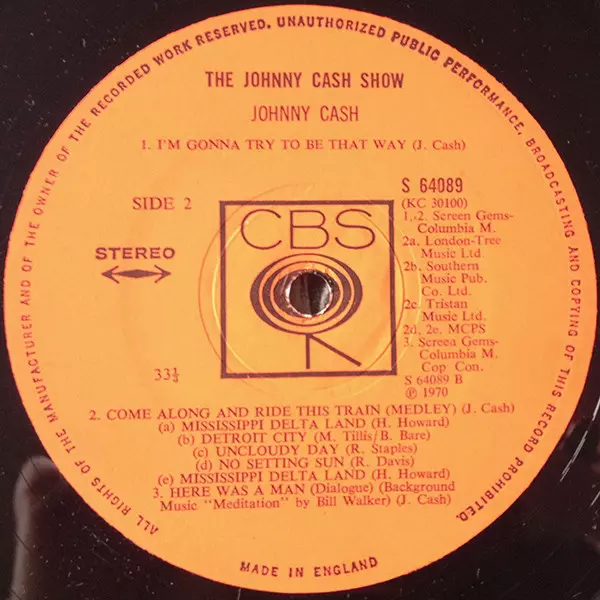 ALL RIGHTS OF THE MANUFACTURER AND OF THE OWNER OF THE RECORDED WORK RESERVED. UNAUTHORIZED PUBLIC PERFORMANCE, BROADCASTING AND COPYING OF THIS RECORD PROHIBITED.
THE JOHNNY CASH SHOW
JOHNNY CASH
1. I'M GONNA TRY TO BE THAT WAY (J. Cash)
SIDE 2
STEREO
33⅓
CBS
S 64089
(KC 30100)
1., 2. Screen Gems-
Columbia M.
2a. London-Tree
Music Ltd.
2b. Southern
Music Pub.
Co. Ltd.
2c. Tristan
Music Ltd.
2d, 2e. MCPS
3. Screen Gems-
Columbia M.
Cop Con.
S 64089 B
℗ 1970
2. COME ALONG AND RIDE THIS TRAIN (MEDLEY) (J. Cash)
(a) MISSISSIPPI DELTA LAND (H. Howard)
(b) DETROIT CITY (M. Tillis/B. Bare)
(c) UNCLOUDY DAY (R. Staples)
(d) NO SETTING SUN (R. Davis)
(e) MISSISSIPPI DELTA LAND (H. Howard)
3. HERE WAS A MAN (Dialogue) (Background
Music "Meditation" by Bill Walker) (J. Cash)
MADE IN ENGLAND